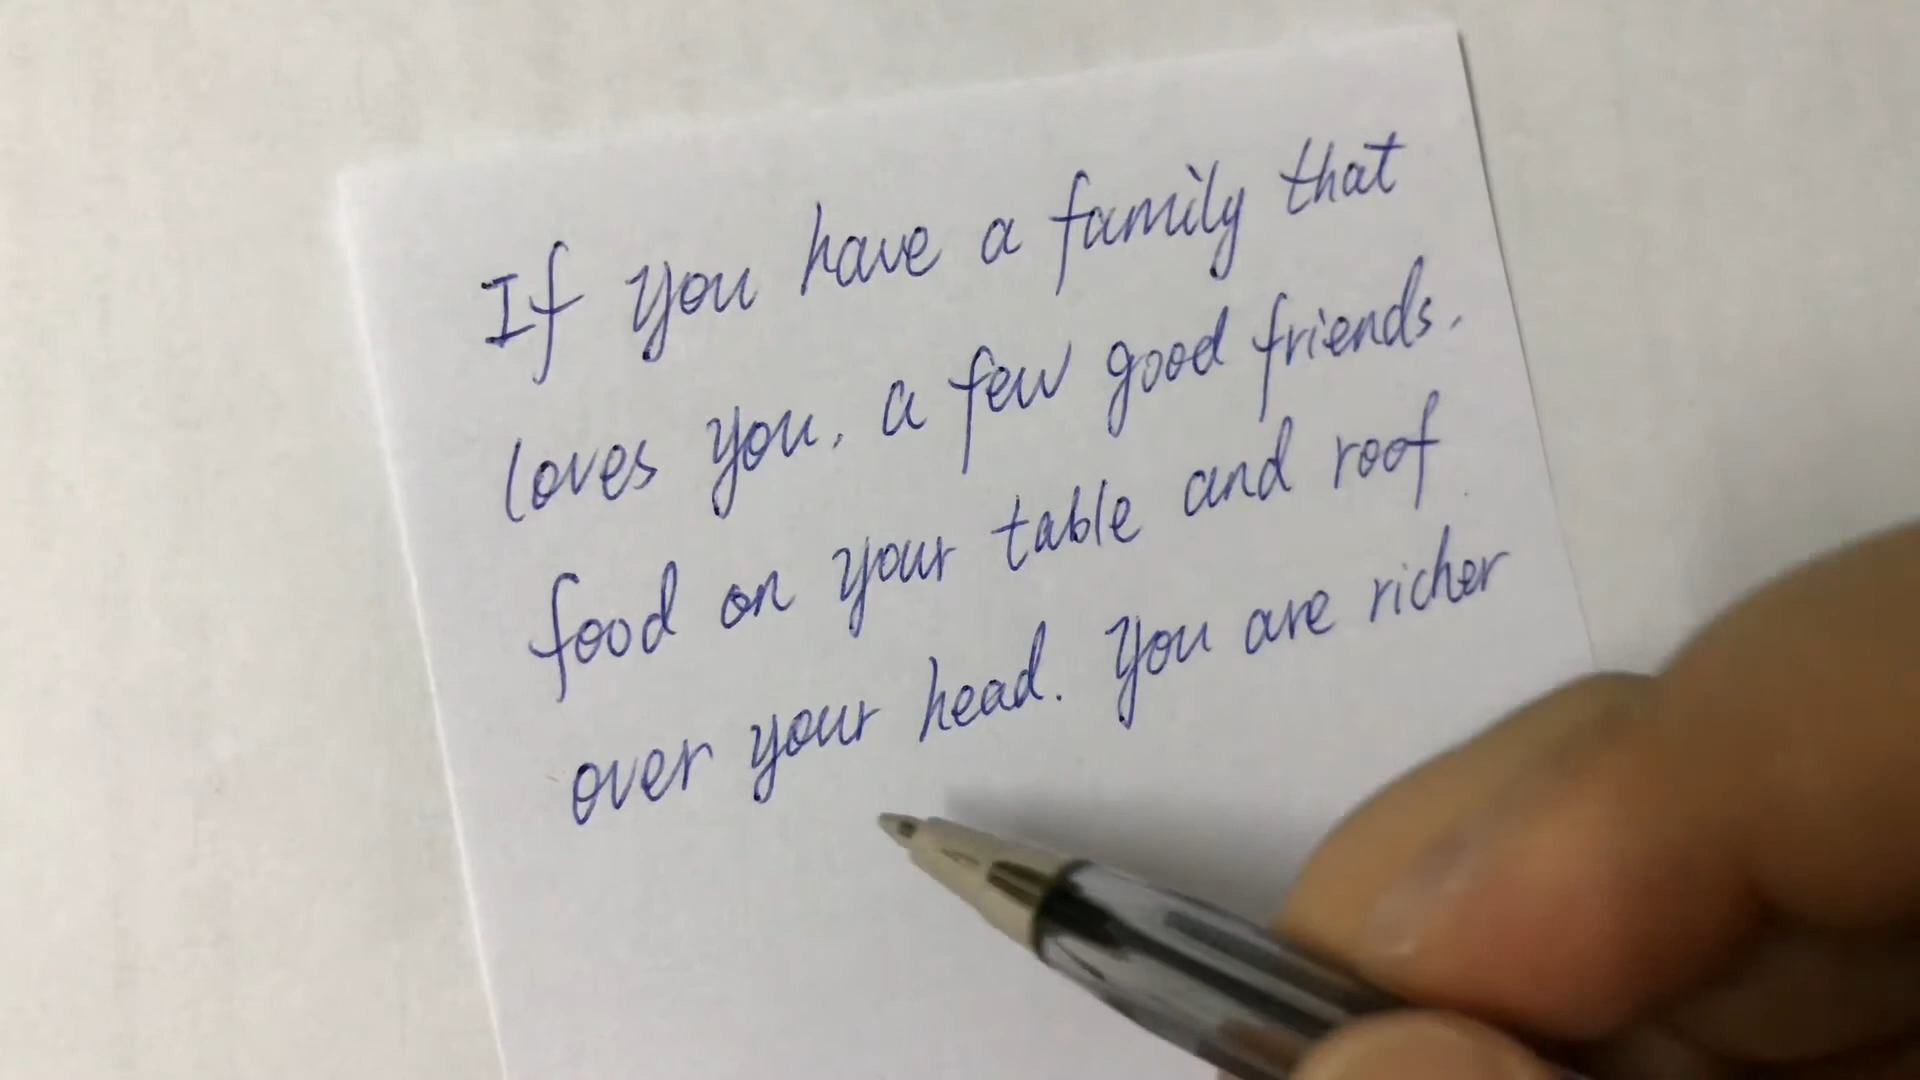 If you have a family that
loves you, a few good friends,
food on your table and roof
over your head. You are richer